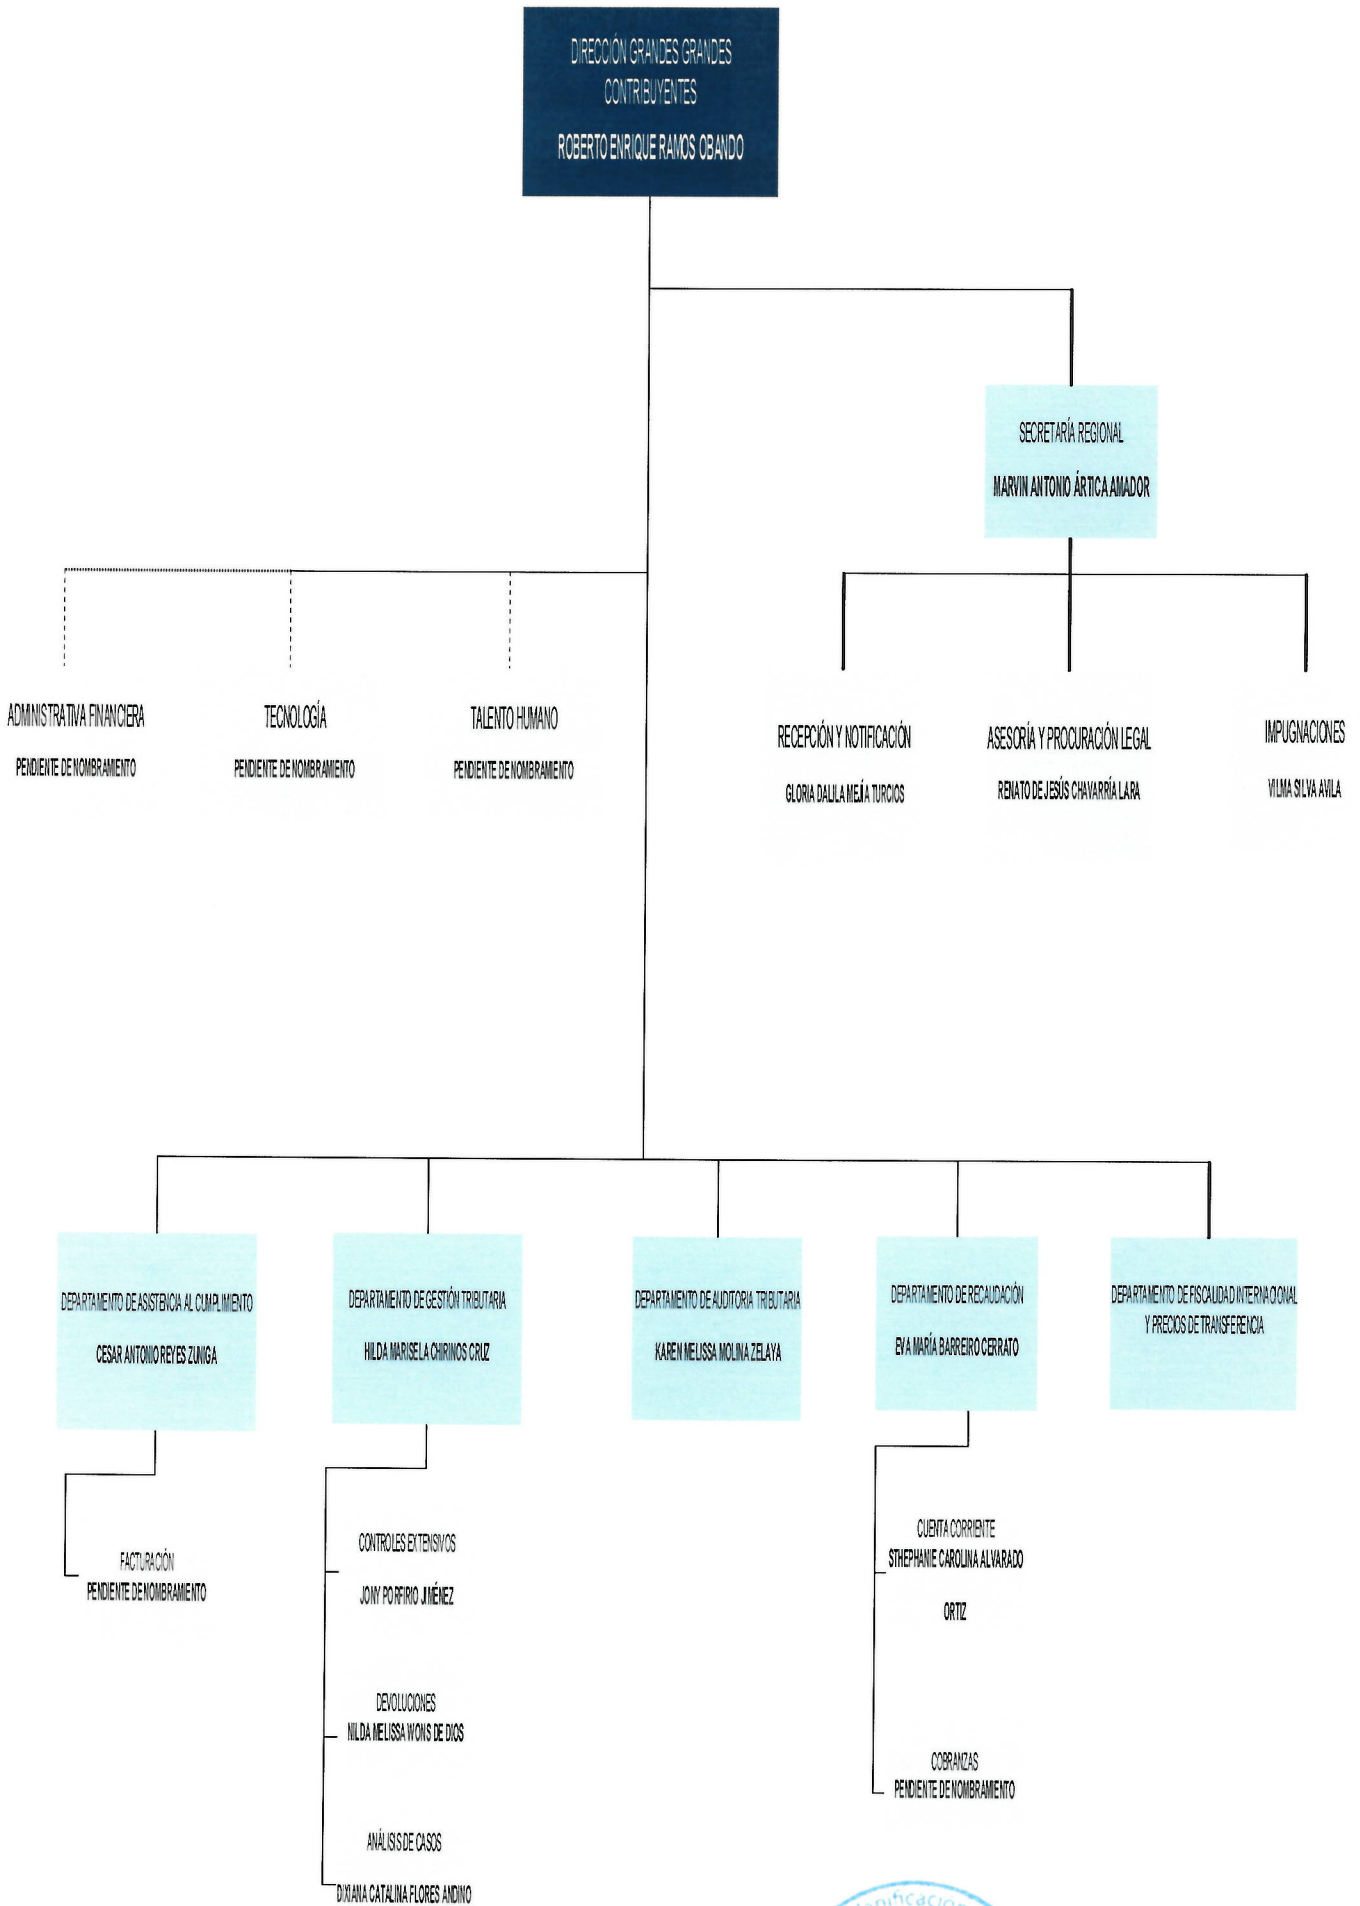 DIRECCIÓN GRANDES GRANDES
CONTRIBUYENTES
ROBERTO ENRIQUE RAMOS OBANDO
SECRETARÍA REGIONAL
MARVIN ANTONIO ÁRTICA AMADOR
ADMINISTRATIVA FINANCIERA
PENDIENTE DE NOMBRAMIENTO
TECNOLOGÍA
PENDIENTE DE NOMBRAMIENTO
TALENTO HUMANO
PENDIENTE DE NOMBRAMIENTO
RECEPCIÓN Y NOTIFICACIÓN
GLORIA DALILA MEJÍA TURCIOS
ASESORÍA Y PROCURACIÓN LEGAL
RENATO DE JESÚS CHAVARRÍA LARA
IMPUGNACIONES
VILMA SILVA AVILA
DEPARTAMENTO DE ASISTENCIA AL CUMPLIMIENTO
CESAR ANTONIO REYES ZUNIGA
DEPARTAMENTO DE GESTIÓN TRIBUTARIA
HILDA MARISELA CHIRINOS CRUZ
DEPARTAMENTO DE AUDITORIA TRIBUTARIA
KAREN MELISSA MOLINA ZELAYA
DEPARTAMENTO DE RECAUDACIÓN
EVA MARÍA BARREIRO CERRATO
DEPARTAMENTO DE FISCALIDAD INTERNACIONAL
Y PRECIOS DE TRANSFERENCIA
FACTURACIÓN
PENDIENTE DE NOMBRAMIENTO
CONTROLES EXTENSIVOS
JONY PORFIRIO JIMÉNEZ
DEVOLUCIONES
NILDA MELISSA WONS DE DIOS
ANÁLISIS DE CASOS
DIXIANA CATALINA FLORES ANDINO
CUENTA CORRIENTE
STHEPHANIE CAROLINA ALVARADO
ORTIZ
COBRANZAS
PENDIENTE DE NOMBRAMIENTO